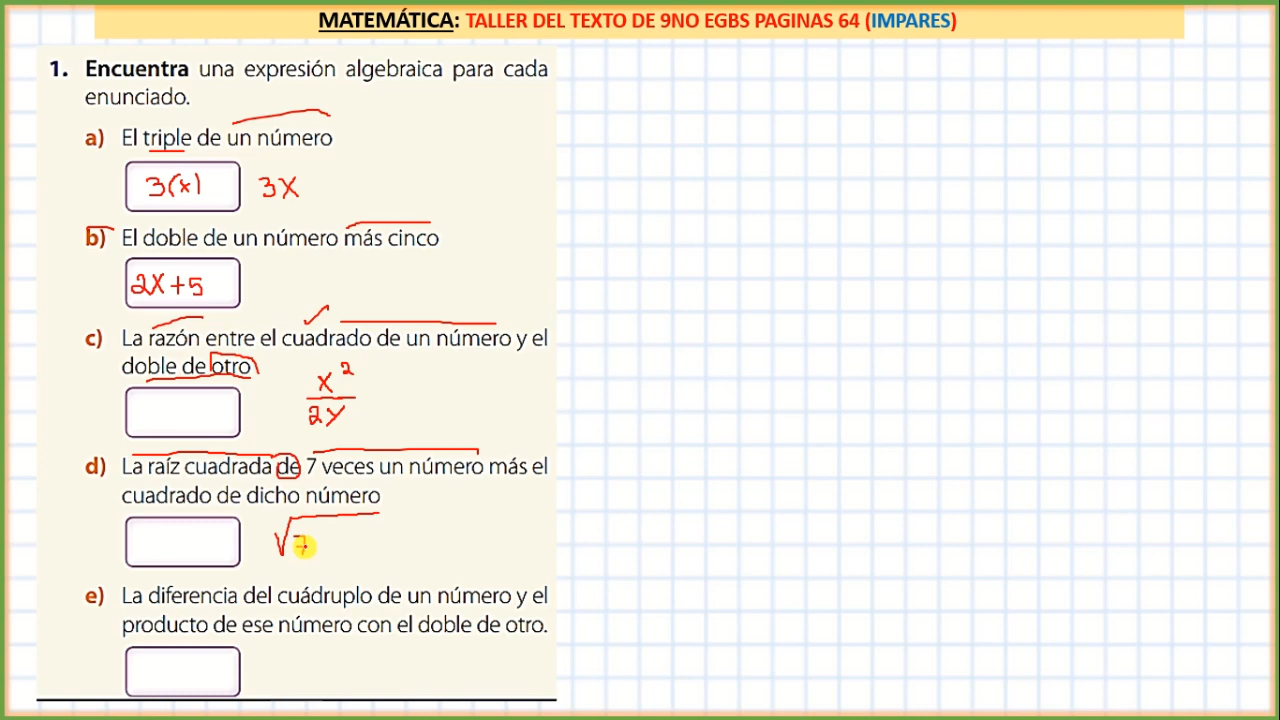 MATEMÁTICA: TALLER DEL TEXTO DE 9NO EGBS PAGINAS 64 (IMPARES)
1. Encuentra una expresión algebraica para cada
enunciado.
a) El triple de un número
3(x) 3X
b) El doble de un número más cinco
2X+5
c) La razón entre el cuadrado de un número y el
doble de otro
x²
2y
d) La raíz cuadrada de 7 veces un número más el
cuadrado de dicho número
√7
e) La diferencia del cuádruplo de un número y el
producto de ese número con el doble de otro.